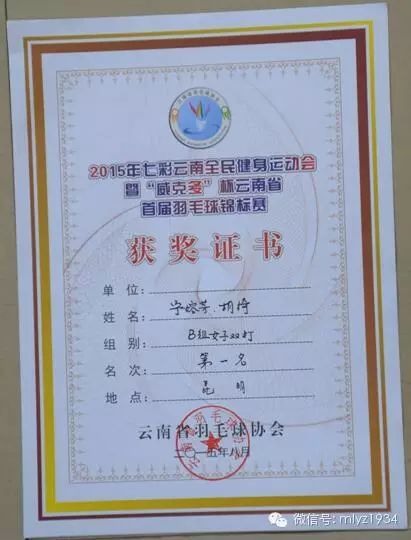 2015年七彩云南全民健身运动会
暨“威克多”杯云南省
首届羽毛球锦标赛
获奖证书
单位:
姓名: 胡绮
组别: B组女子双打
名次: 第一名
地点: 昆明
云南省羽毛球协会
二〇一五年八月
微信号: mlyz1934